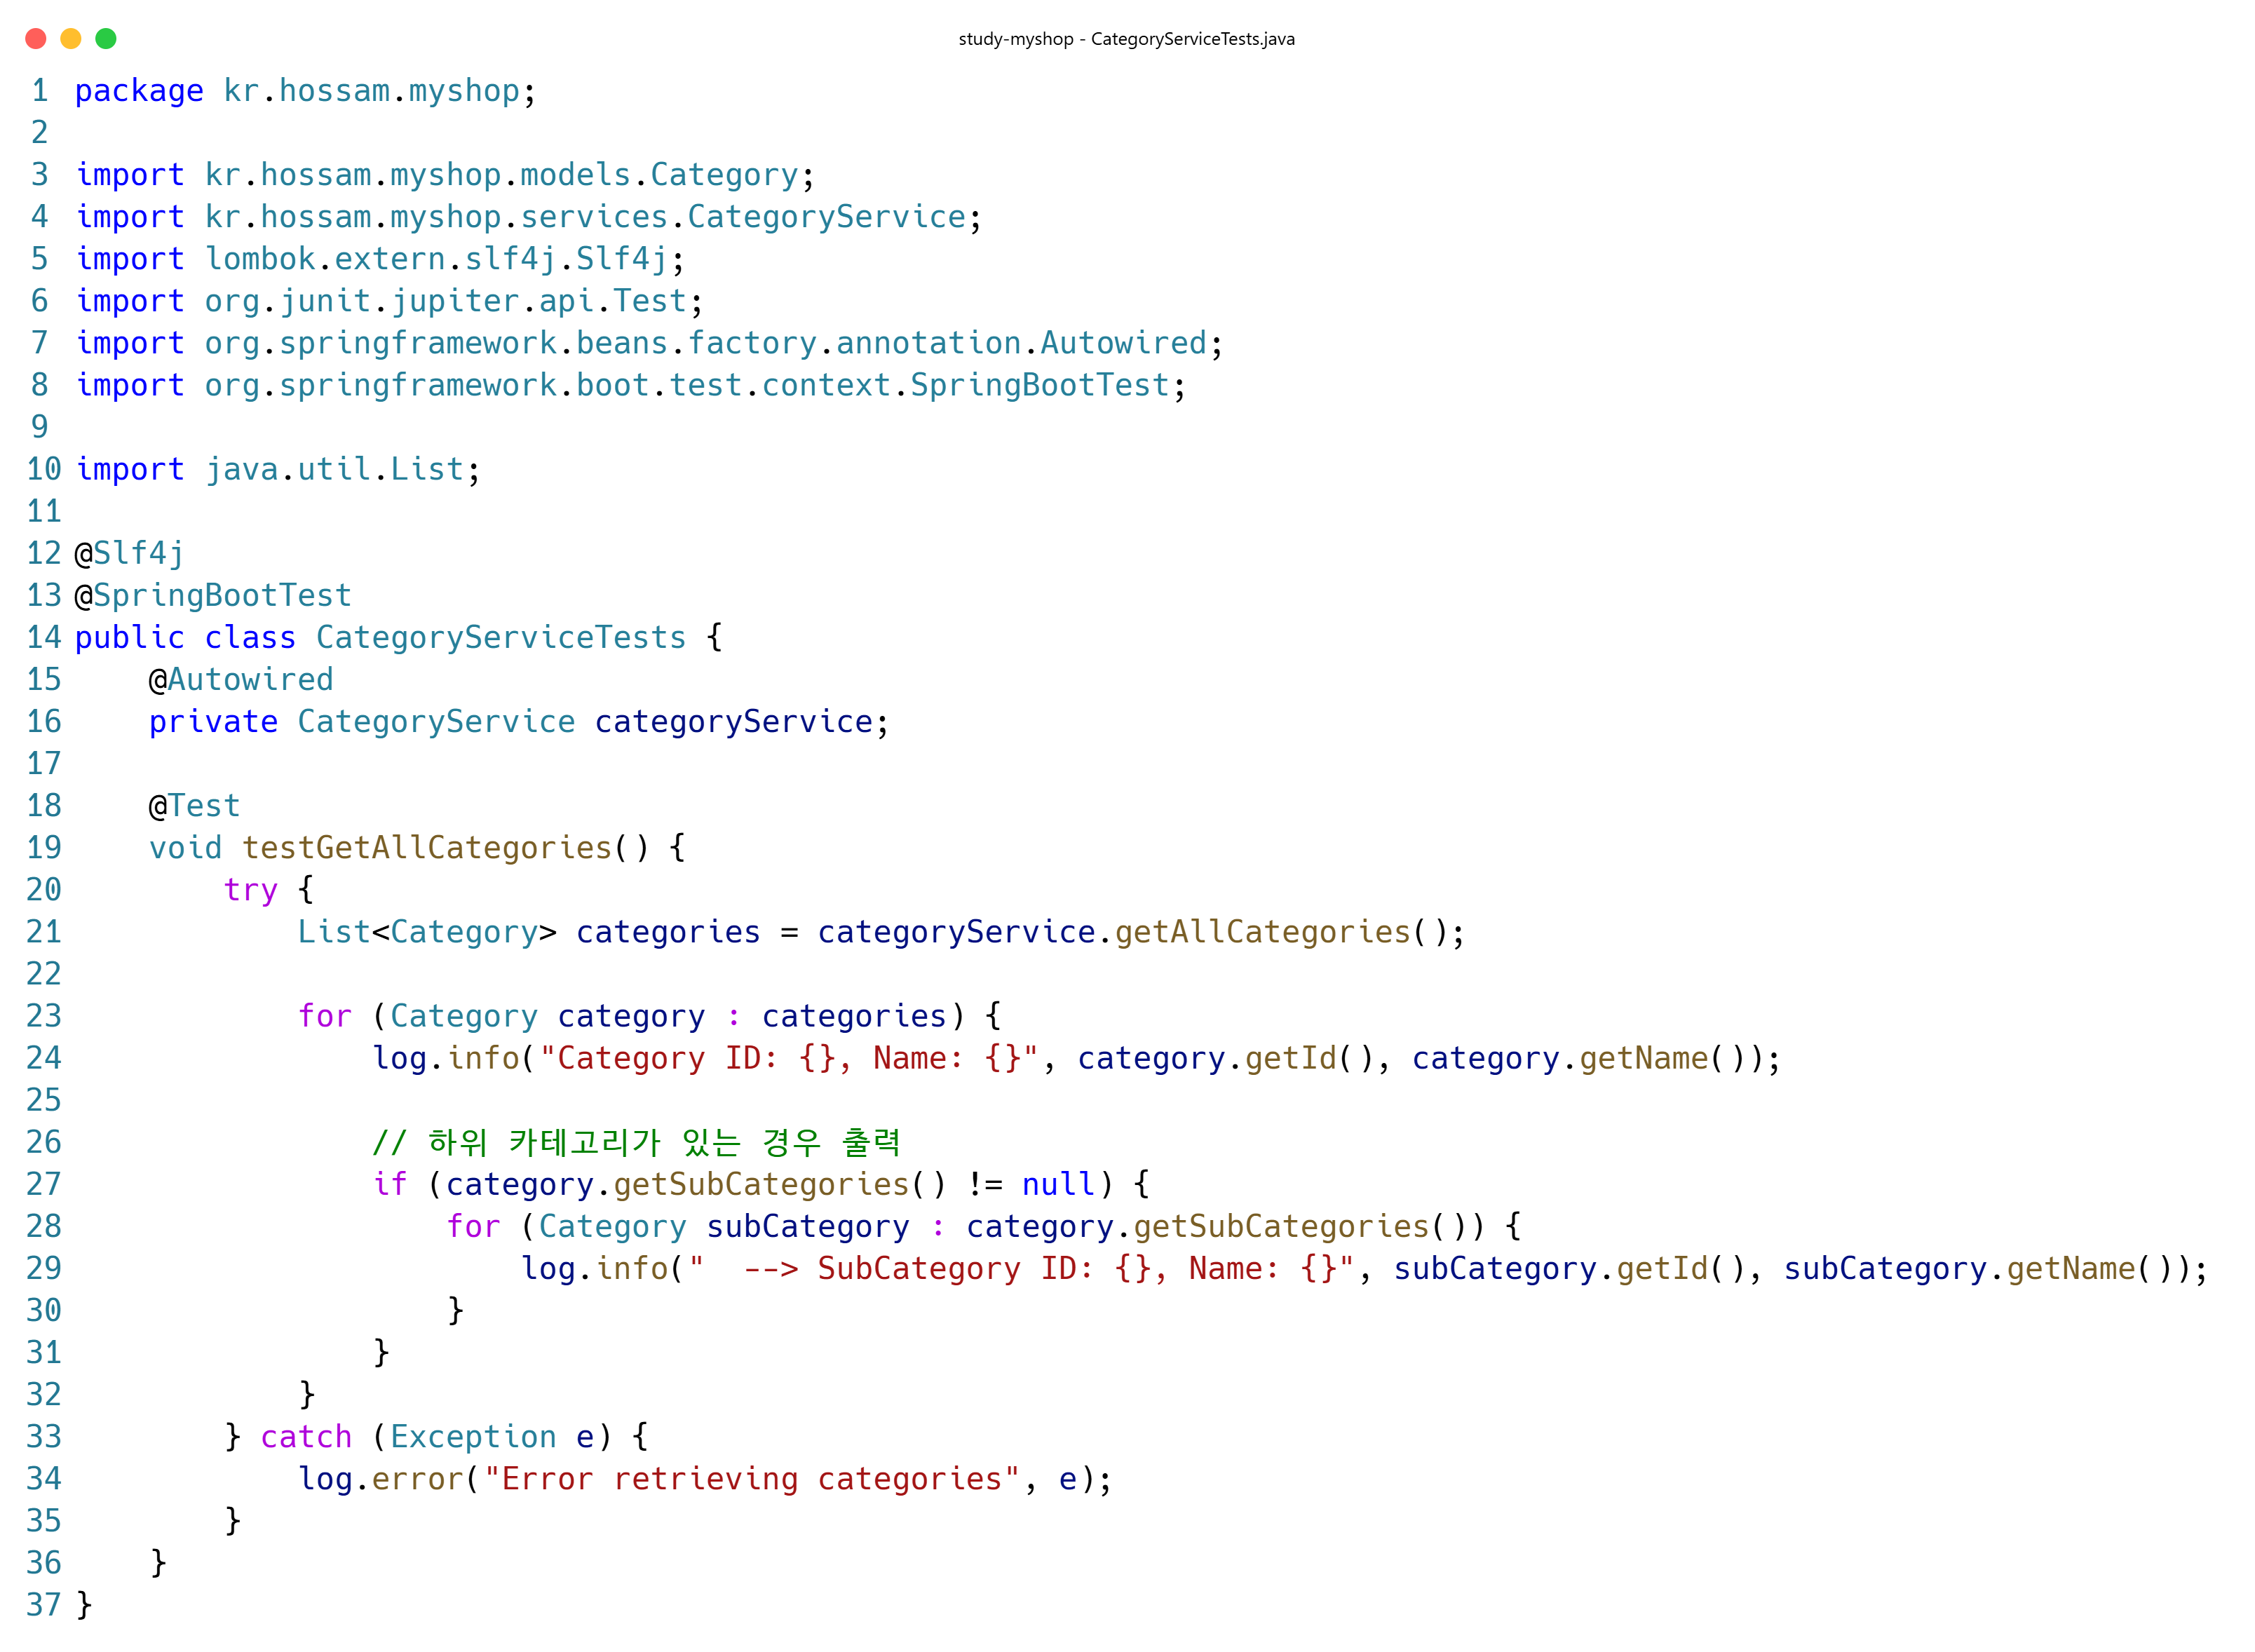 study-myshop - CategoryServiceTests.java
1 package kr.hossam.myshop;
2
3 import kr.hossam.myshop.models.Category;
4 import kr.hossam.myshop.services.CategoryService;
5 import lombok.extern.slf4j.Slf4j;
6 import org.junit.jupiter.api.Test;
7 import org.springframework.beans.factory.annotation.Autowired;
8 import org.springframework.boot.test.context.SpringBootTest;
9
10 import java.util.List;
11
12 @Slf4j
13 @SpringBootTest
14 public class CategoryServiceTests {
15     @Autowired
16     private CategoryService categoryService;
17
18     @Test
19     void testGetAllCategories() {
20         try {
21             List<Category> categories = categoryService.getAllCategories();
22
23             for (Category category : categories) {
24                 log.info("Category ID: {}, Name: {}", category.getId(), category.getName());
25
26                 // 하위 카테고리가 있는 경우 출력
27                 if (category.getSubCategories() != null) {
28                     for (Category subCategory : category.getSubCategories()) {
29                         log.info("  --> SubCategory ID: {}, Name: {}", subCategory.getId(), subCategory.getName());
30                     }
31                 }
32             }
33         } catch (Exception e) {
34             log.error("Error retrieving categories", e);
35         }
36     }
37 }